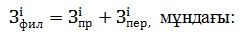 З^і_фил = З^і_пр + З^і_пер, мұндағы: